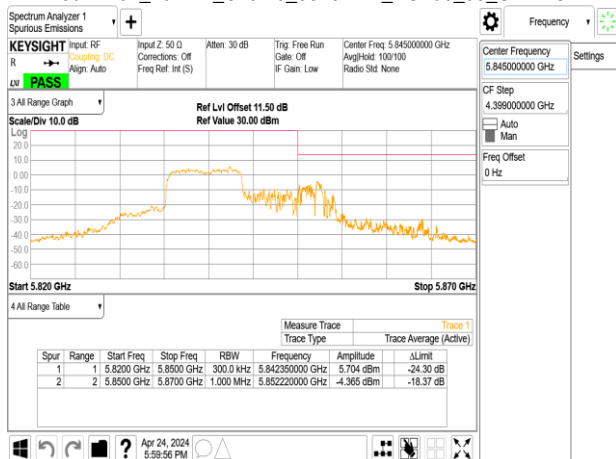 Spectrum Analyzer 1
Spurious Emissions
Frequency
KEYSIGHT
R
LXI
PASS
Input: RF
Coupling: DC
Align: Auto
Input Z: 50 Ω
Corrections: Off
Freq Ref: Int (S)
Atten: 30 dB
Trig: Free Run
Gate: Off
IF Gain: Low
Center Freq: 5.845000000 GHz
Avg|Hold: 100/100
Radio Std: None
Center Frequency
5.845000000 GHz
Settings
CF Step
4.399000000 GHz
Auto
Man
Freq Offset
0 Hz
3 All Range Graph
Scale/Div 10.0 dB
Ref Lvl Offset 11.50 dB
Ref Value 30.00 dBm
Log
20.0
10.0
0.00
-10.0
-20.0
-30.0
-40.0
-50.0
-60.0
Start 5.820 GHz
Stop 5.870 GHz
4 All Range Table
Measure Trace Trace 1
Trace Type Trace Average (Active)
Spur Range Start Freq Stop Freq RBW Frequency Amplitude ΔLimit
1 1 5.8200 GHz 5.8500 GHz 300.0 kHz 5.842350000 GHz 5.704 dBm -24.30 dB
2 2 5.8500 GHz 5.8700 GHz 1.000 MHz 5.852220000 GHz -4.365 dBm -18.37 dB
?
Apr 24, 2024
5:59:56 PM